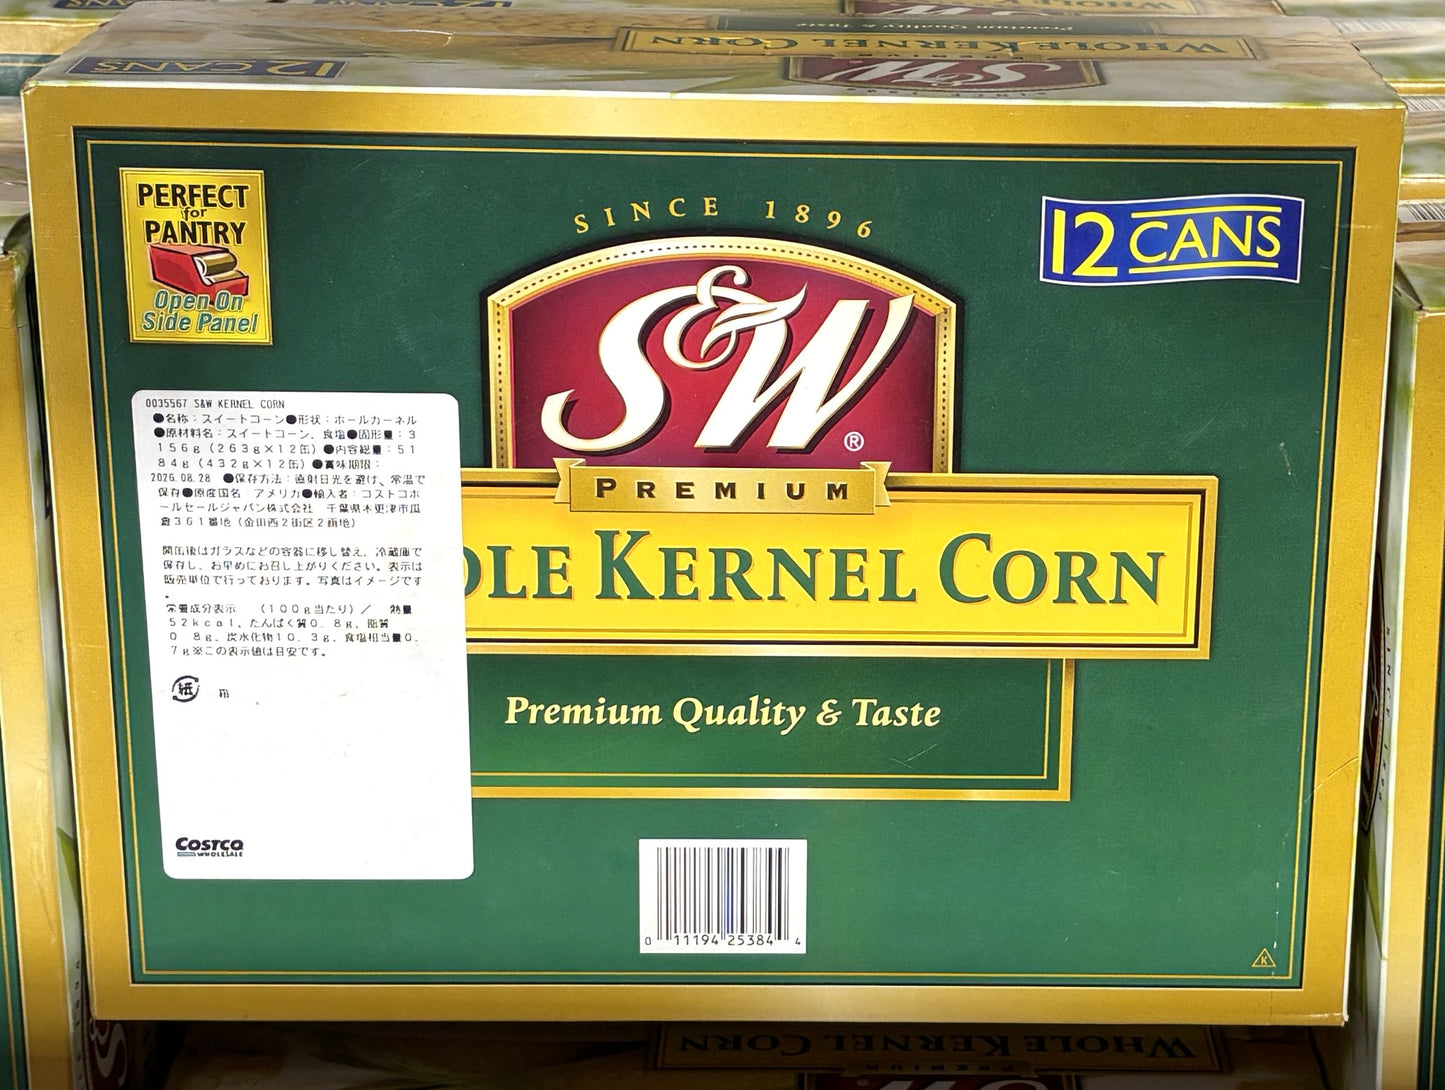 12 CANS
WHOLE KERNEL CORN
S&W
PERFECT
for
PANTRY
Open On
Side Panel
SINCE 1896
12 CANS
S&W®
PREMIUM
OLE KERNEL CORN
Premium Quality & Taste
0035567 S&W KERNEL CORN
●名称：スイートコーン●形状：ホールカーネル
●原材料名：スイートコーン、食塩●固形量：3
156g（263g×12缶）●内容総量：51
84g（432g×12缶）●賞味期限：
2026.08.28 ●保存方法：直射日光を避け、常温で
保存●原産国名：アメリカ●輸入者：コストコホ
ールセールジャパン株式会社 千葉県木更津市瓜
倉361番地（金田西2街区2画地）
開缶後はガラスなどの容器に移し替え、冷蔵庫で
保存し、お早めにお召し上がりください。表示は
販売単位で行っております。写真はイメージです
。
栄養成分表示 （100g当たり）／ 熱量
52kcal、たんぱく質0.8g、脂質
0.8g、炭水化物10.3g、食塩相当量0.
7g※この表示値は目安です。
紙 箱
COSTCO
WHOLESALE
0 11194 25384 4
K
WHOLE KERNEL CORN
PREMIUM